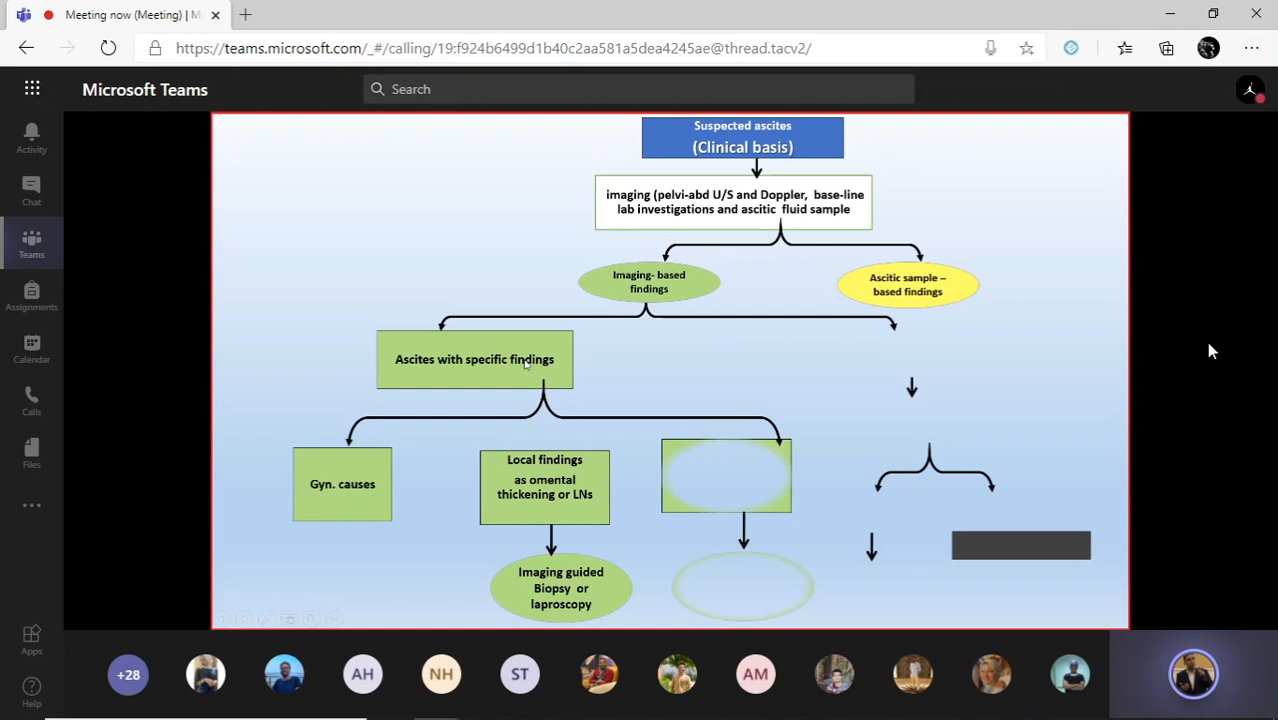 Meeting now (Meeting) | M
https://teams.microsoft.com/_#/calling/19:f924b6499d1b40c2aa581a5dea4245ae@thread.tacv2/
Microsoft Teams
Search
Activity
Chat
Teams
Assignments
Calendar
Calls
Files
Apps
Help
Suspected ascites
(Clinical basis)
imaging (pelvi-abd U/S and Doppler, base-line
lab investigations and ascitic fluid sample
Imaging- based
findings
Ascitic sample –
based findings
Ascites with specific findings
Gyn. causes
Local findings
as omental
thickening or LNs
Imaging guided
Biopsy or
laproscopy
+28
AH
NH
ST
AM